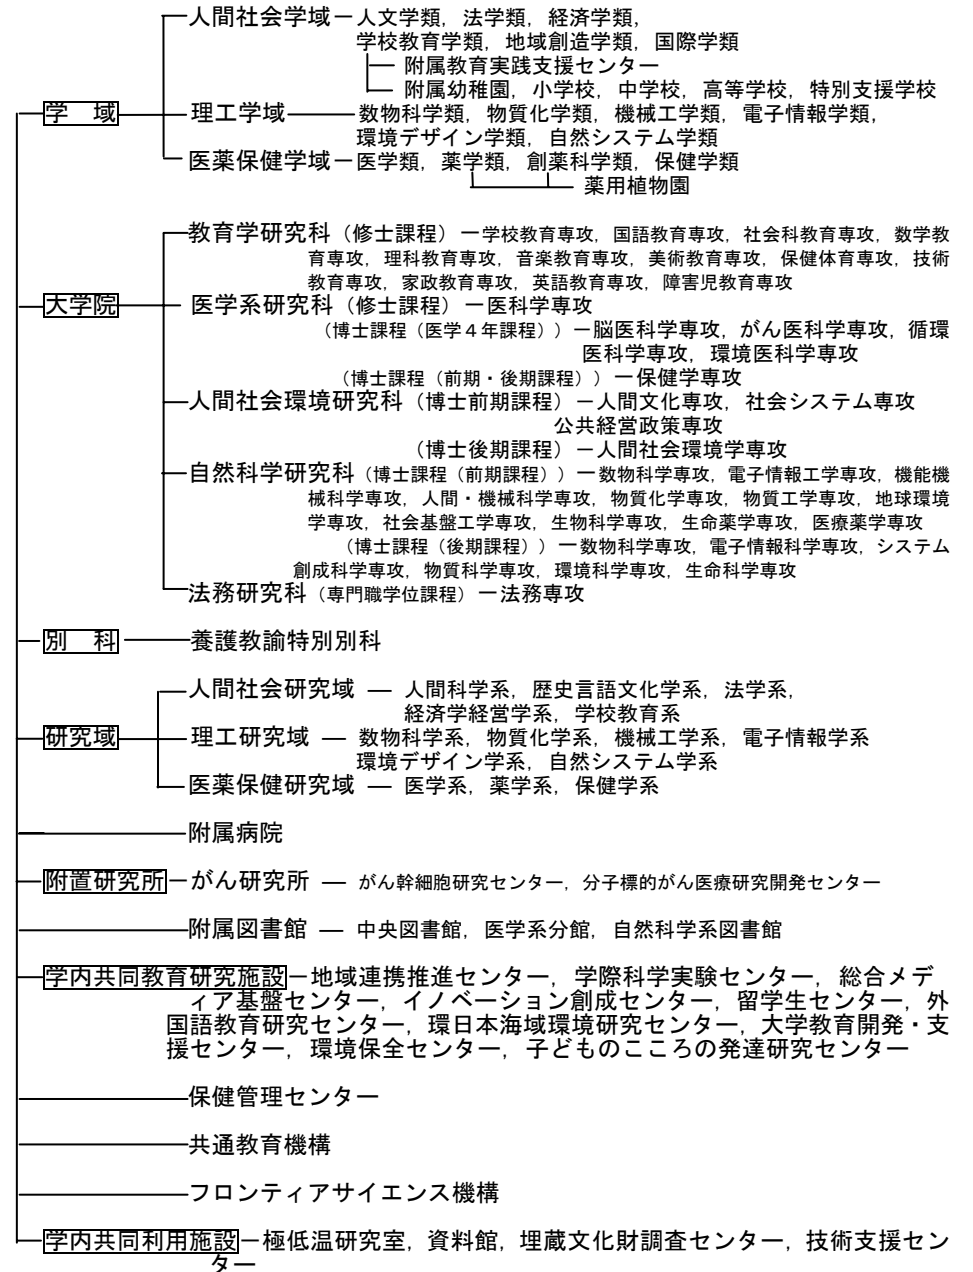 人間社会学域－人文学類，法学類，経済学類，
学校教育学類，地域創造学類，国際学類
附属教育実践支援センター
附属幼稚園，小学校，中学校，高等学校，特別支援学校
学　域
理工学域　数物科学類，物質化学類，機械工学類，電子情報学類，
環境デザイン学類，自然システム学類
医薬保健学域－医学類，薬学類，創薬科学類，保健学類
薬用植物園
教育学研究科（修士課程）－学校教育専攻，国語教育専攻，社会科教育専攻，数学教
育専攻，理科教育専攻，音楽教育専攻，美術教育専攻，保健体育専攻，技術
教育専攻，家政教育専攻，英語教育専攻，障害児教育専攻
大学院　医学系研究科（修士課程）－医科学専攻
（博士課程（医学４年課程））－脳医科学専攻，がん医科学専攻，循環
医科学専攻，環境医科学専攻
（博士課程（前期・後期課程））－保健学専攻
人間社会環境研究科（博士前期課程）－人間文化専攻，社会システム専攻
公共経営政策専攻
（博士後期課程）－人間社会環境学専攻
自然科学研究科（博士課程（前期課程））－数物科学専攻，電子情報工学専攻，機能機
械科学専攻，人間・機械科学専攻，物質化学専攻，物質工学専攻，地球環境
学専攻，社会基盤工学専攻，生物科学専攻，生命薬学専攻，医療薬学専攻
（博士課程（後期課程））－数物科学専攻，電子情報科学専攻，システム
創成科学専攻，物質科学専攻，環境科学専攻，生命科学専攻
法務研究科（専門職学位課程）－法務専攻
別　科　養護教諭特別別科
人間社会研究域 ― 人間科学系，歴史言語文化学系，法学系，
経済学経営学系，学校教育系
研究域　理工研究域 ― 数物科学系，物質化学系，機械工学系，電子情報学系
環境デザイン学系，自然システム学系
医薬保健研究域 ― 医学系，薬学系，保健学系
附属病院
附置研究所－がん研究所 ― がん幹細胞研究センター，分子標的がん医療研究開発センター
附属図書館 ― 中央図書館，医学系分館，自然科学系図書館
学内共同教育研究施設－地域連携推進センター，学際科学実験センター，総合メデ
ィア基盤センター，イノベーション創成センター，留学生センター，外
国語教育研究センター，環日本海域環境研究センター，大学教育開発・支
援センター，環境保全センター，子どものこころの発達研究センター
保健管理センター
共通教育機構
フロンティアサイエンス機構
学内共同利用施設－極低温研究室，資料館，埋蔵文化財調査センター，技術支援セン
ター